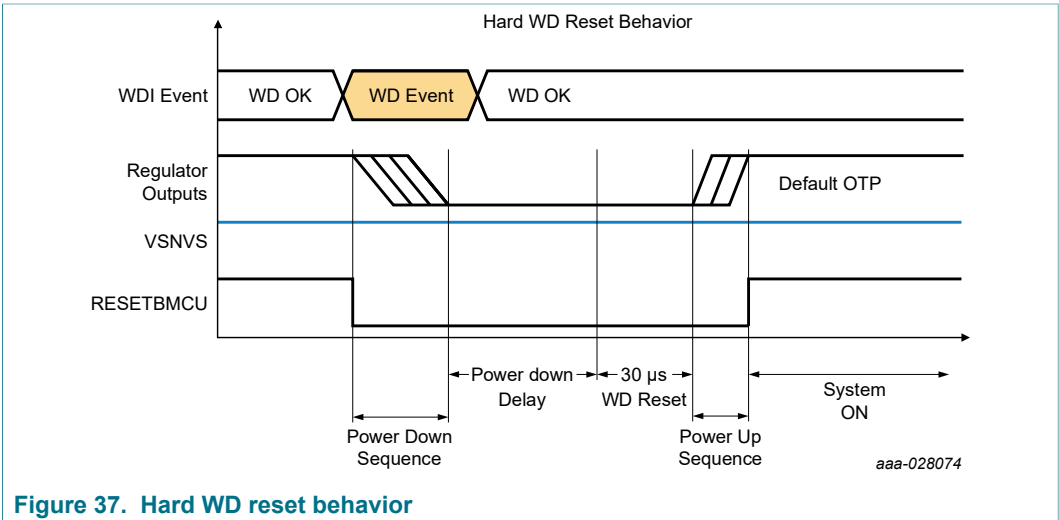 Hard WD Reset Behavior
WDI Event
WD OK
WD Event
WD OK
Regulator
Outputs
Default OTP
VSNVS
RESETBMCU
Power down
Delay
30 µs
WD Reset
System
ON
Power Down
Sequence
Power Up
Sequence
aaa-028074
Figure 37. Hard WD reset behavior